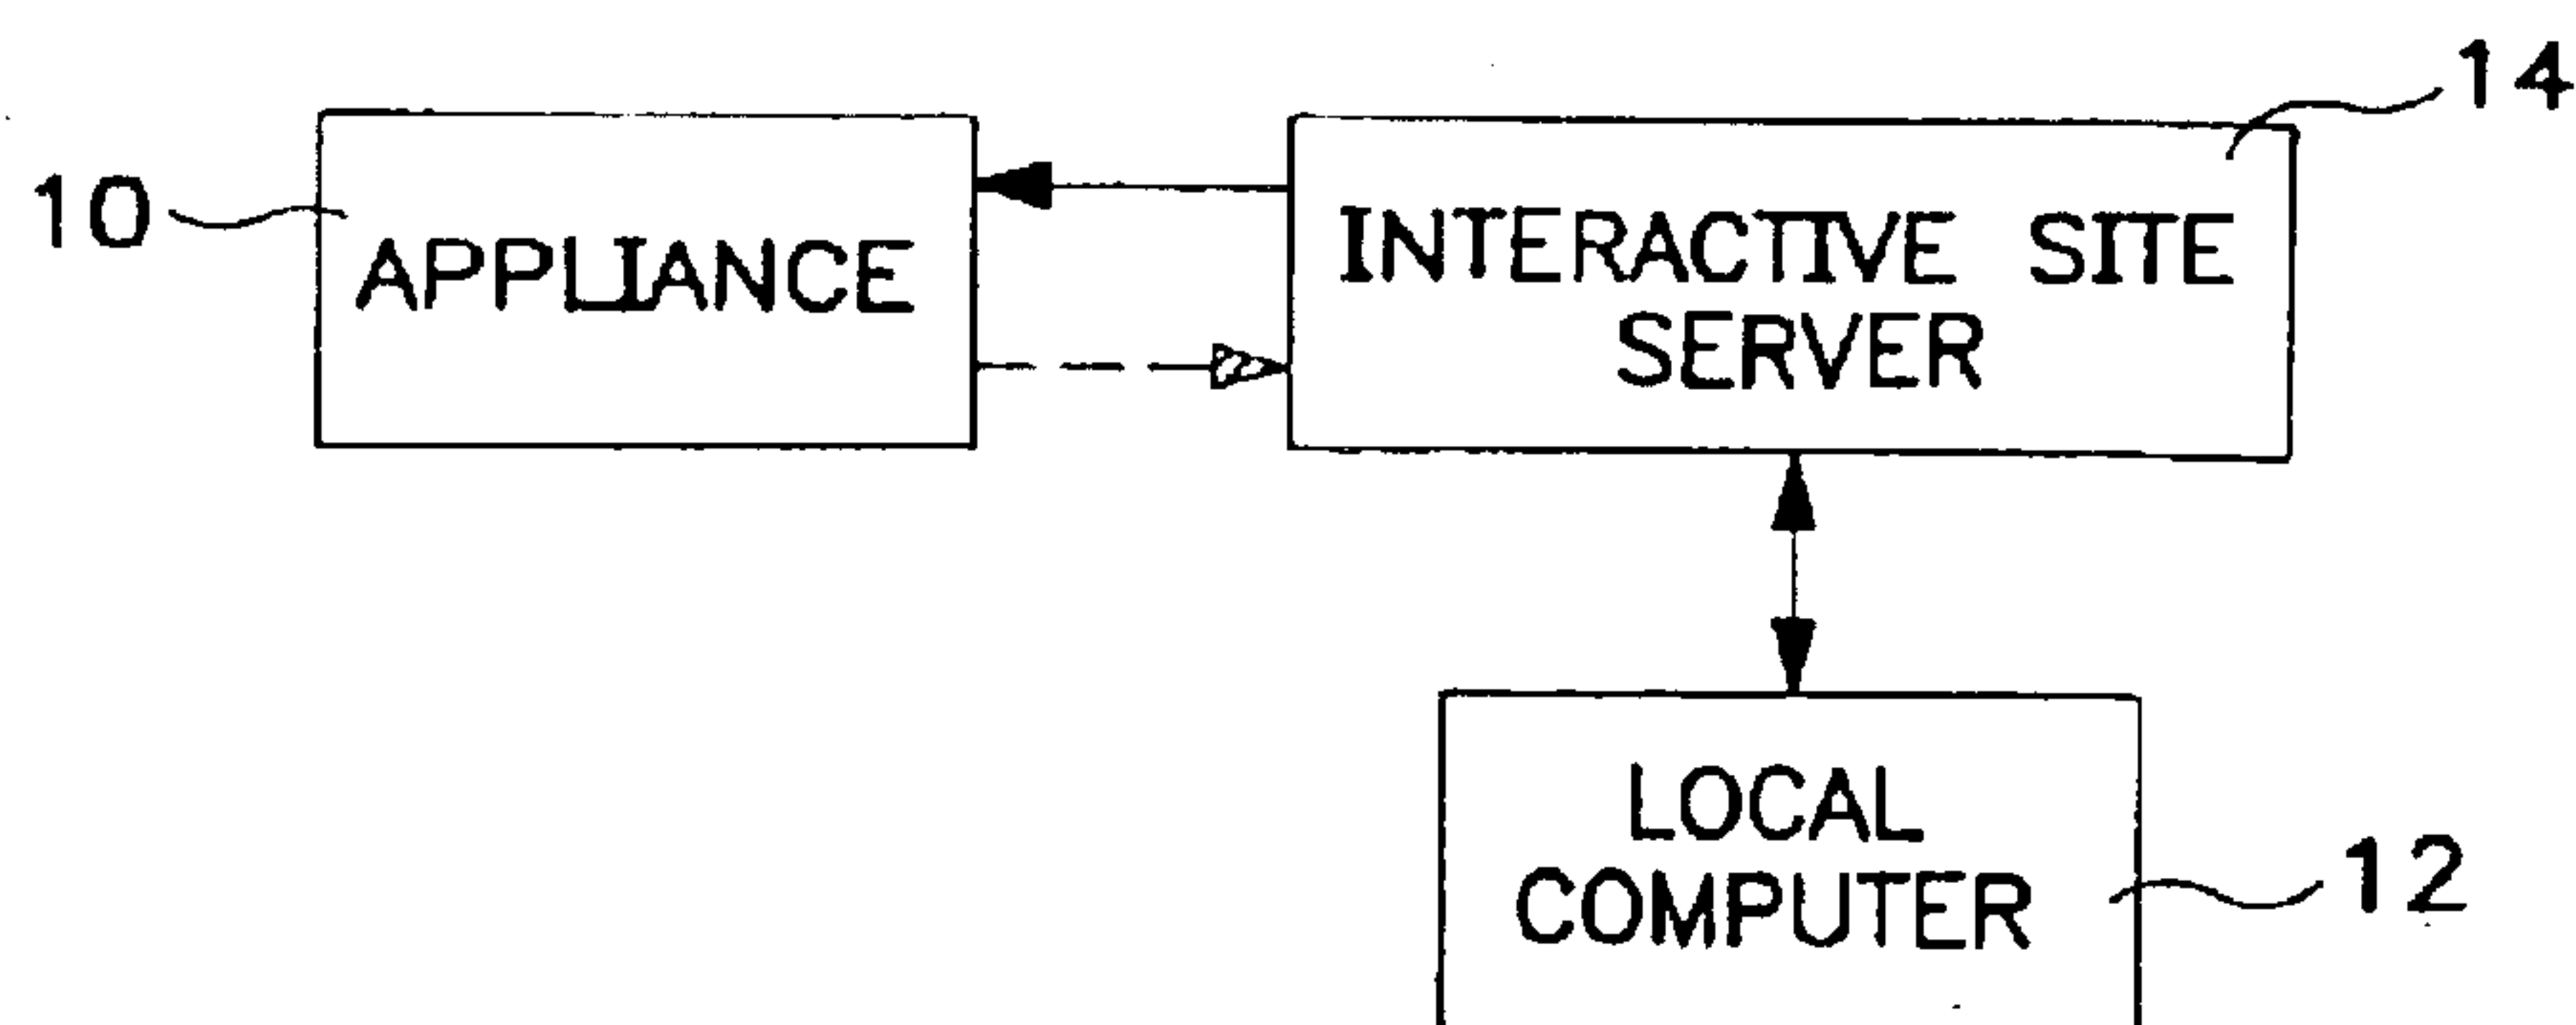 14
10
APPLIANCE
INTERACTIVE SITE
SERVER
LOCAL
COMPUTER
12